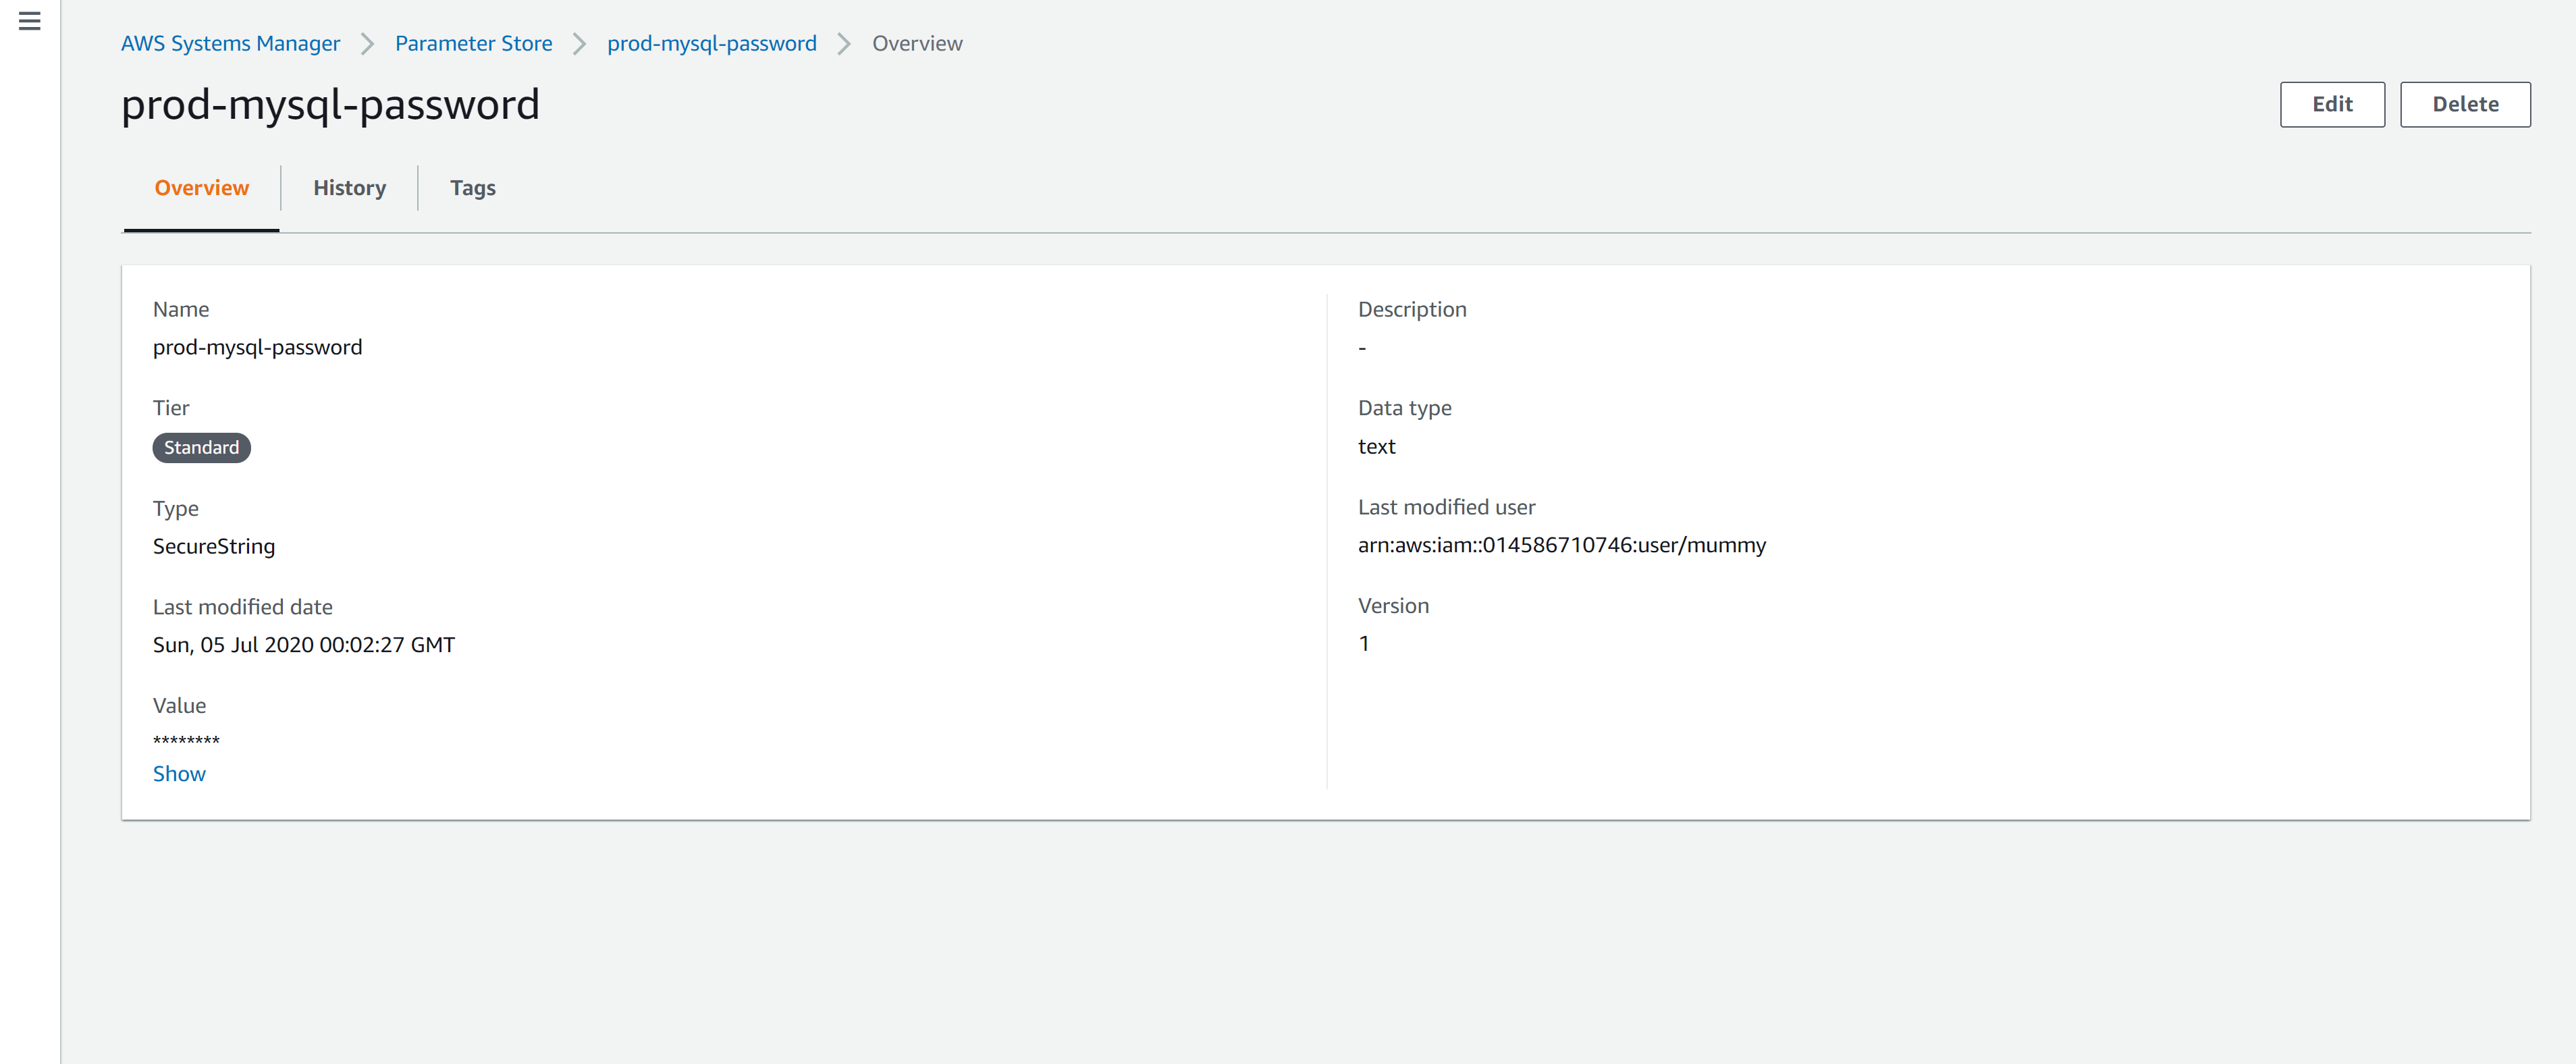 AWS Systems Manager > Parameter Store > prod-mysql-password > Overview
prod-mysql-password
Edit
Delete
Overview
History
Tags
Name
prod-mysql-password
Tier
Standard
Type
SecureString
Last modified date
Sun, 05 Jul 2020 00:02:27 GMT
Value
********
Show
Description
-
Data type
text
Last modified user
arn:aws:iam::014586710746:user/mummy
Version
1